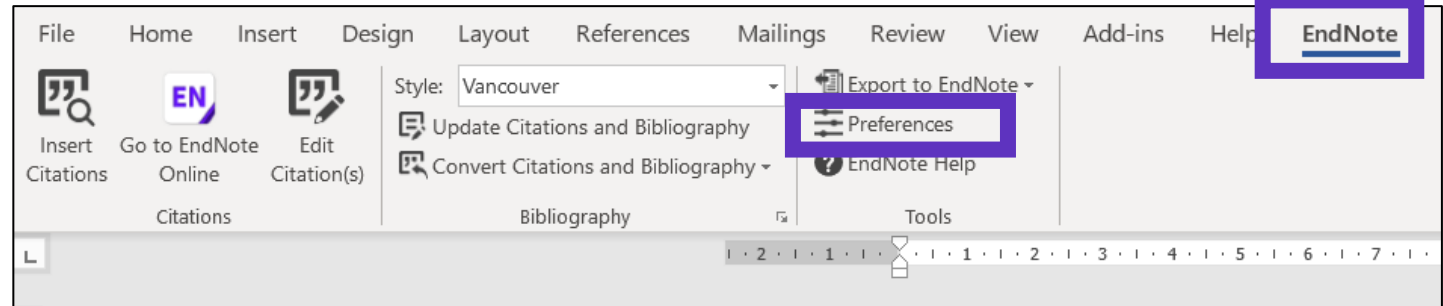 File Home Insert Design Layout References Mailings Review View Add-ins Help EndNote
Insert Citations
EN
Go to EndNote Online
Edit Citation(s)
Citations
Style: Vancouver
Update Citations and Bibliography
Convert Citations and Bibliography
Bibliography
Export to EndNote
Preferences
EndNote Help
Tools
L
2 1 1 2 3 4 5 6 7